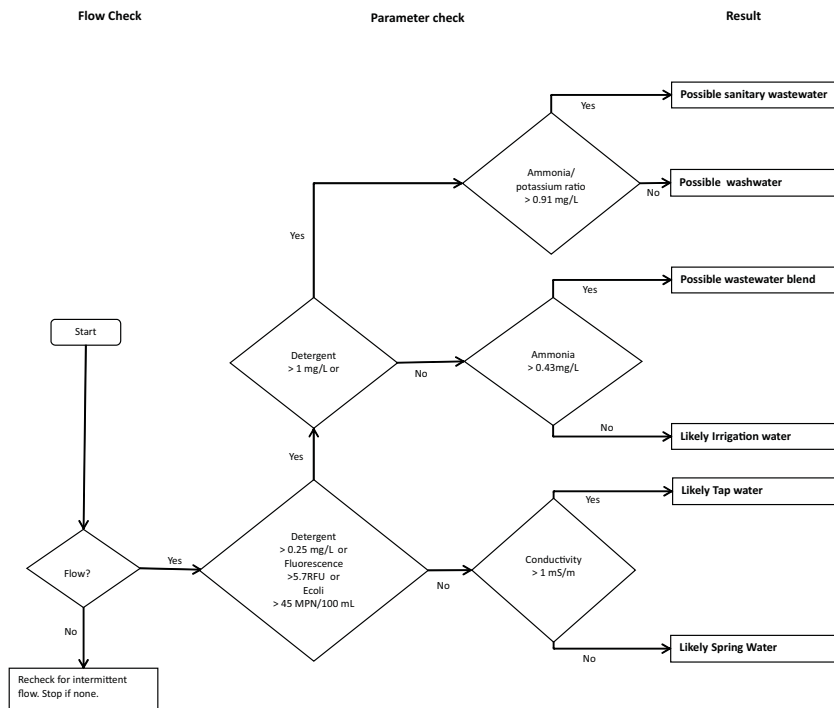 Flow Check
Parameter check
Result
Possible sanitary wastewater
Yes
Ammonia/
potassium ratio
> 0.91 mg/L
Possible washwater
No
Yes
Possible wastewater blend
Yes
Start
Detergent
> 1 mg/L or
No
Ammonia
> 0.43mg/L
No
Likely Irrigation water
Yes
Likely Tap water
Yes
Flow?
Yes
Detergent
> 0.25 mg/L or
Fluorescence
>5.7RFU or
Ecoli
> 45 MPN/100 mL
No
Conductivity
> 1 mS/m
No
Likely Spring Water
No
Recheck for intermittent
flow. Stop if none.